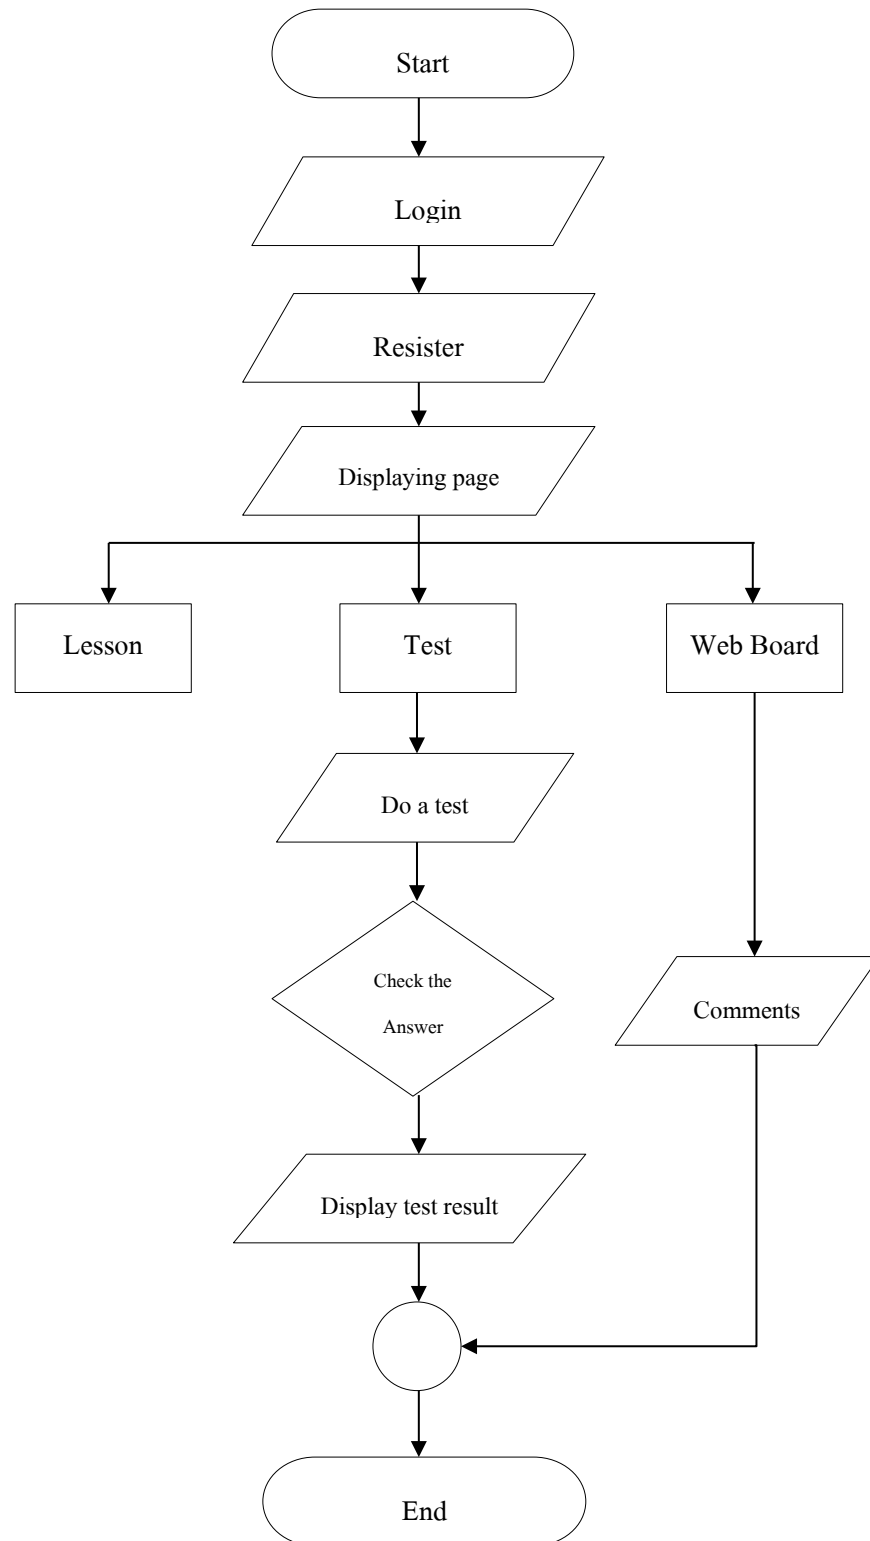 Start
Login
Resister
Displaying page
Lesson
Test
Web Board
Do a test
Check the
Answer
Comments
Display test result
End